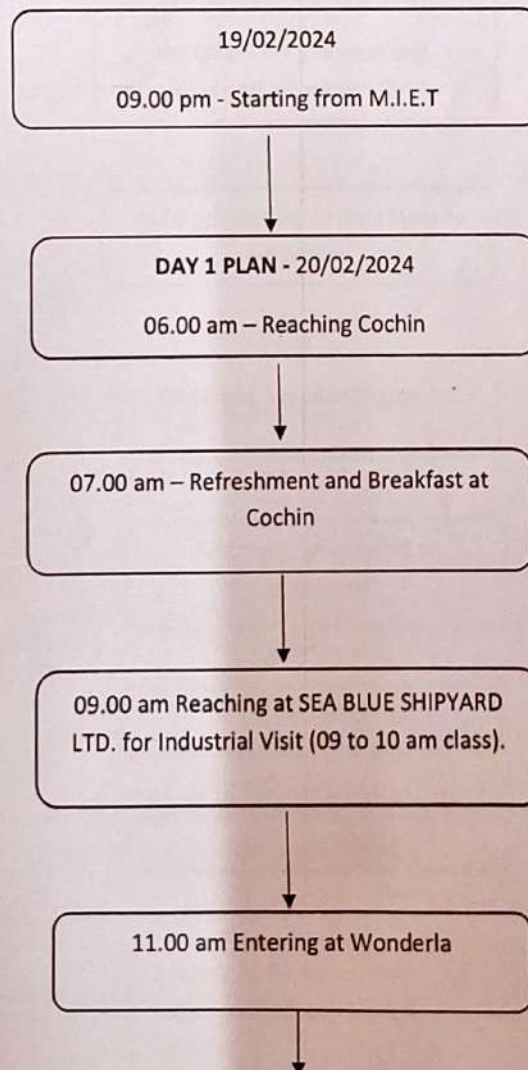 19/02/2024
09.00 pm - Starting from M.I.E.T
DAY 1 PLAN - 20/02/2024
06.00 am – Reaching Cochin
07.00 am – Refreshment and Breakfast at
Cochin
09.00 am Reaching at SEA BLUE SHIPYARD
LTD. for Industrial Visit (09 to 10 am class).
11.00 am Entering at Wonderla